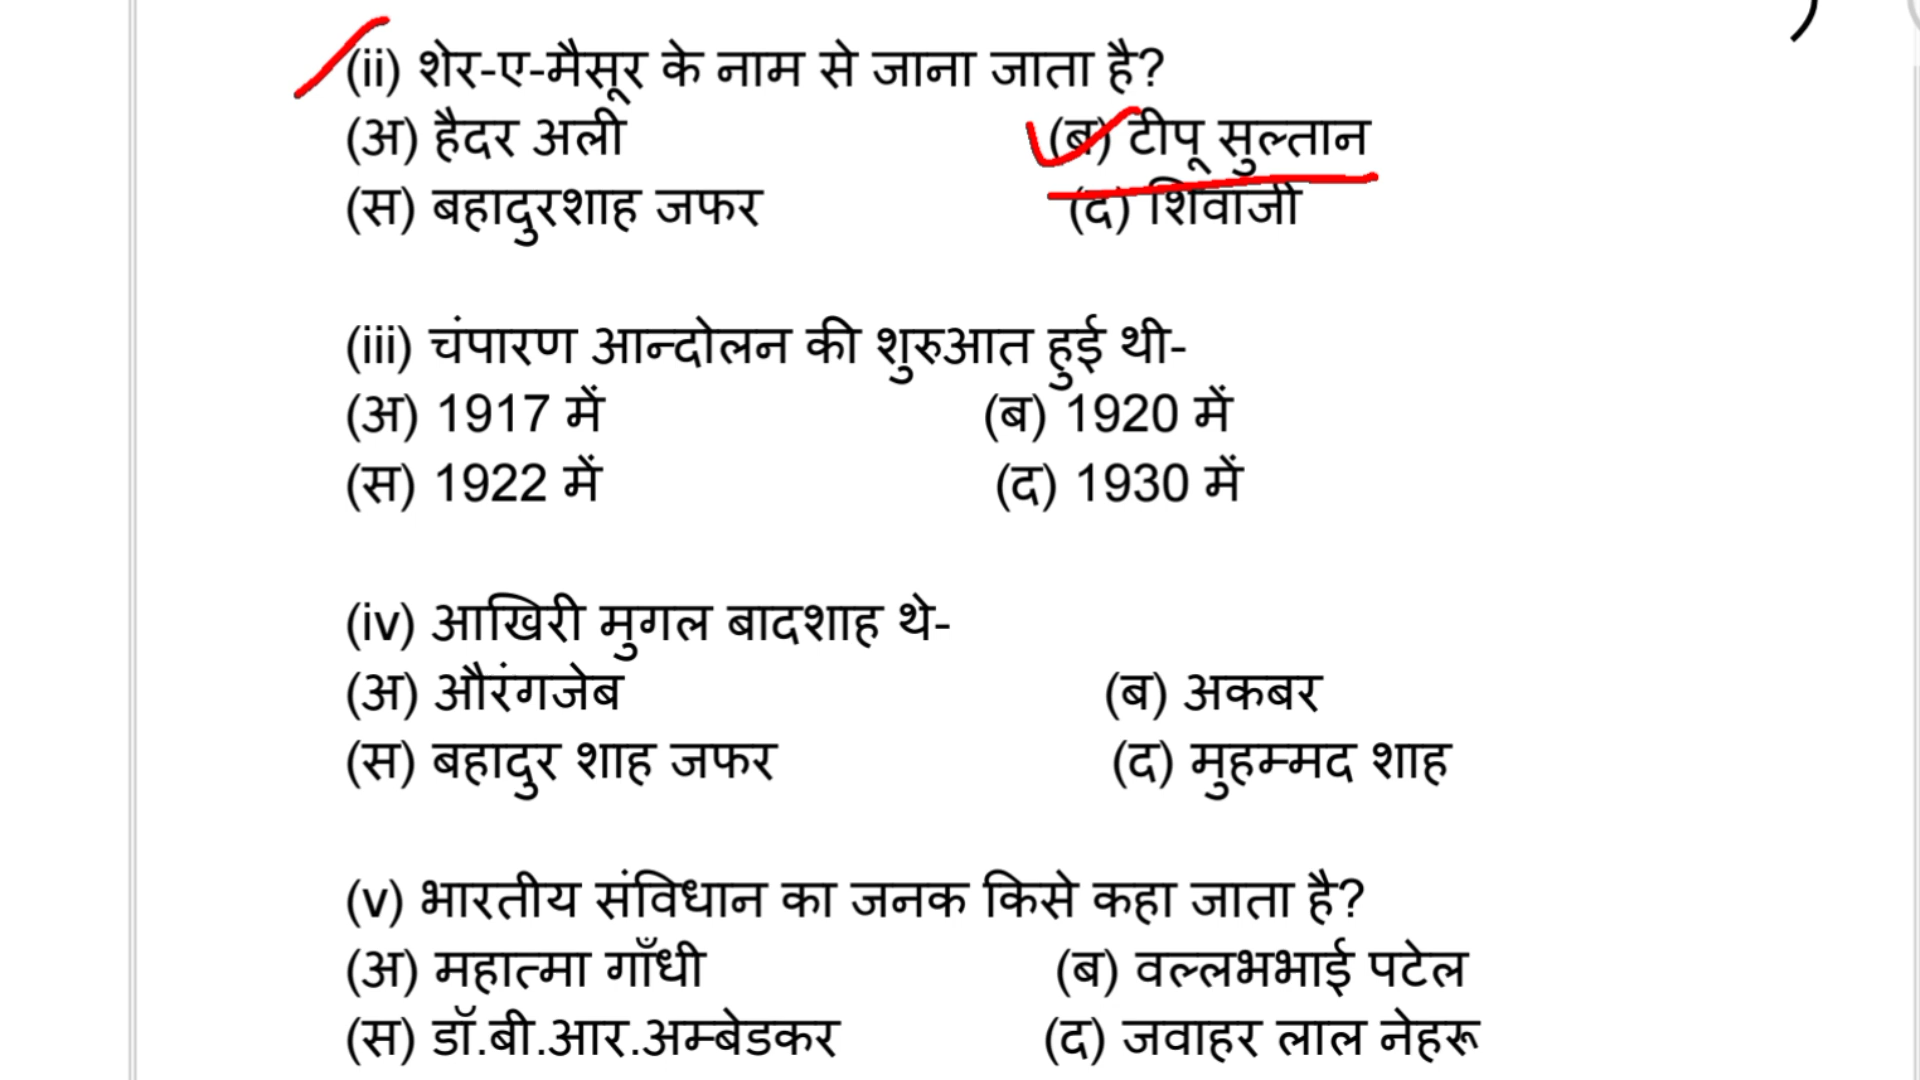 (ii) शेर-ए-मैसूर के नाम से जाना जाता है?
(अ) हैदर अली (ब) टीपू सुल्तान
(स) बहादुरशाह जफर (द) शिवाजी
(iii) चंपारण आन्दोलन की शुरुआत हुई थी-
(अ) 1917 में (ब) 1920 में
(स) 1922 में (द) 1930 में
(iv) आखिरी मुगल बादशाह थे-
(अ) औरंगजेब (ब) अकबर
(स) बहादुर शाह जफर (द) मुहम्मद शाह
(v) भारतीय संविधान का जनक किसे कहा जाता है?
(अ) महात्मा गाँधी (ब) वल्लभभाई पटेल
(स) डॉ.बी.आर.अम्बेडकर (द) जवाहर लाल नेहरू